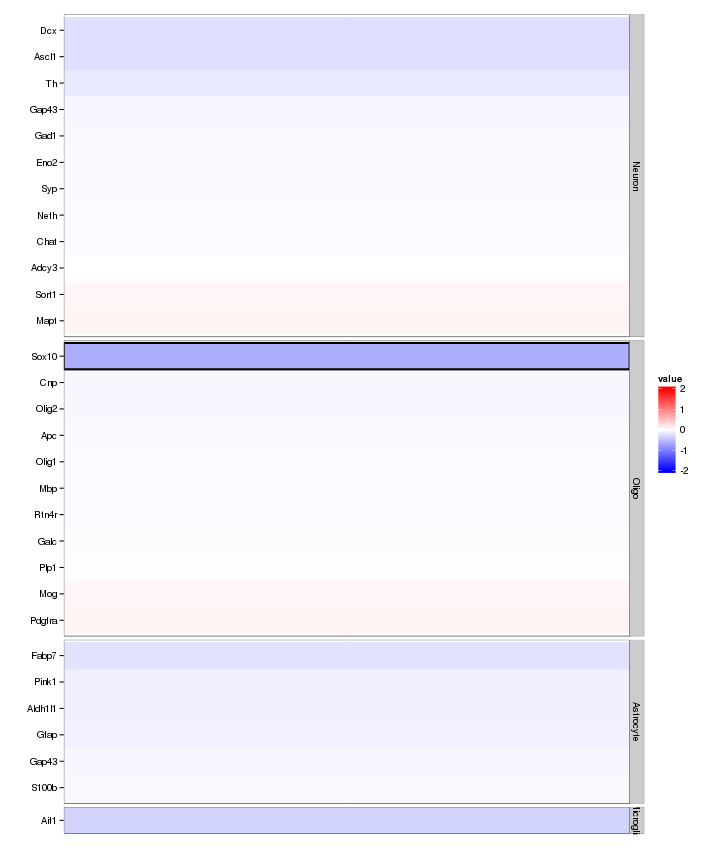 Dcx
Ascl1
Th
Gap43
Gad1
Eno2
Syp
Nefh
Chat
Adcy3
Sort1
Mapt
Neuron
Sox10
Cnp
Olig2
Apc
Olig1
Mbp
Rtn4r
Galc
Plp1
Mog
Pdgfra
Oligo
Fabp7
Pink1
Aldh1l1
Gfap
Gap43
S100b
Astrocyte
Aif1
value
2
1
0
-1
-2